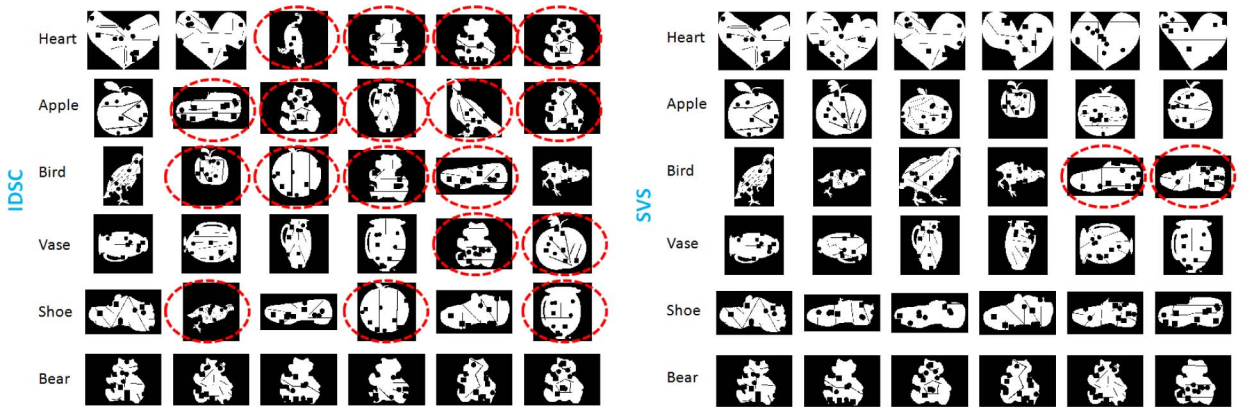 IDSC
Heart
Apple
Bird
Vase
Shoe
Bear
SVS
Heart
Apple
Bird
Vase
Shoe
Bear